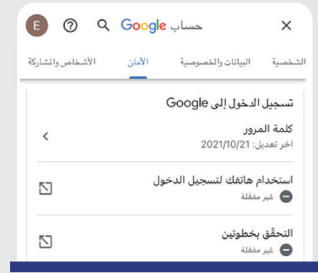 حساب Google
E
الشخصية البيانات والخصوصية الأمان الأشخاص والمشاركة
تسجيل الدخول إلى Google
كلمة المرور
آخر تعديل: 2021/10/21
استخدام هاتفك لتسجيل الدخول
غير مفعّلة
التحقّق بخطوتين
غير مفعّلة